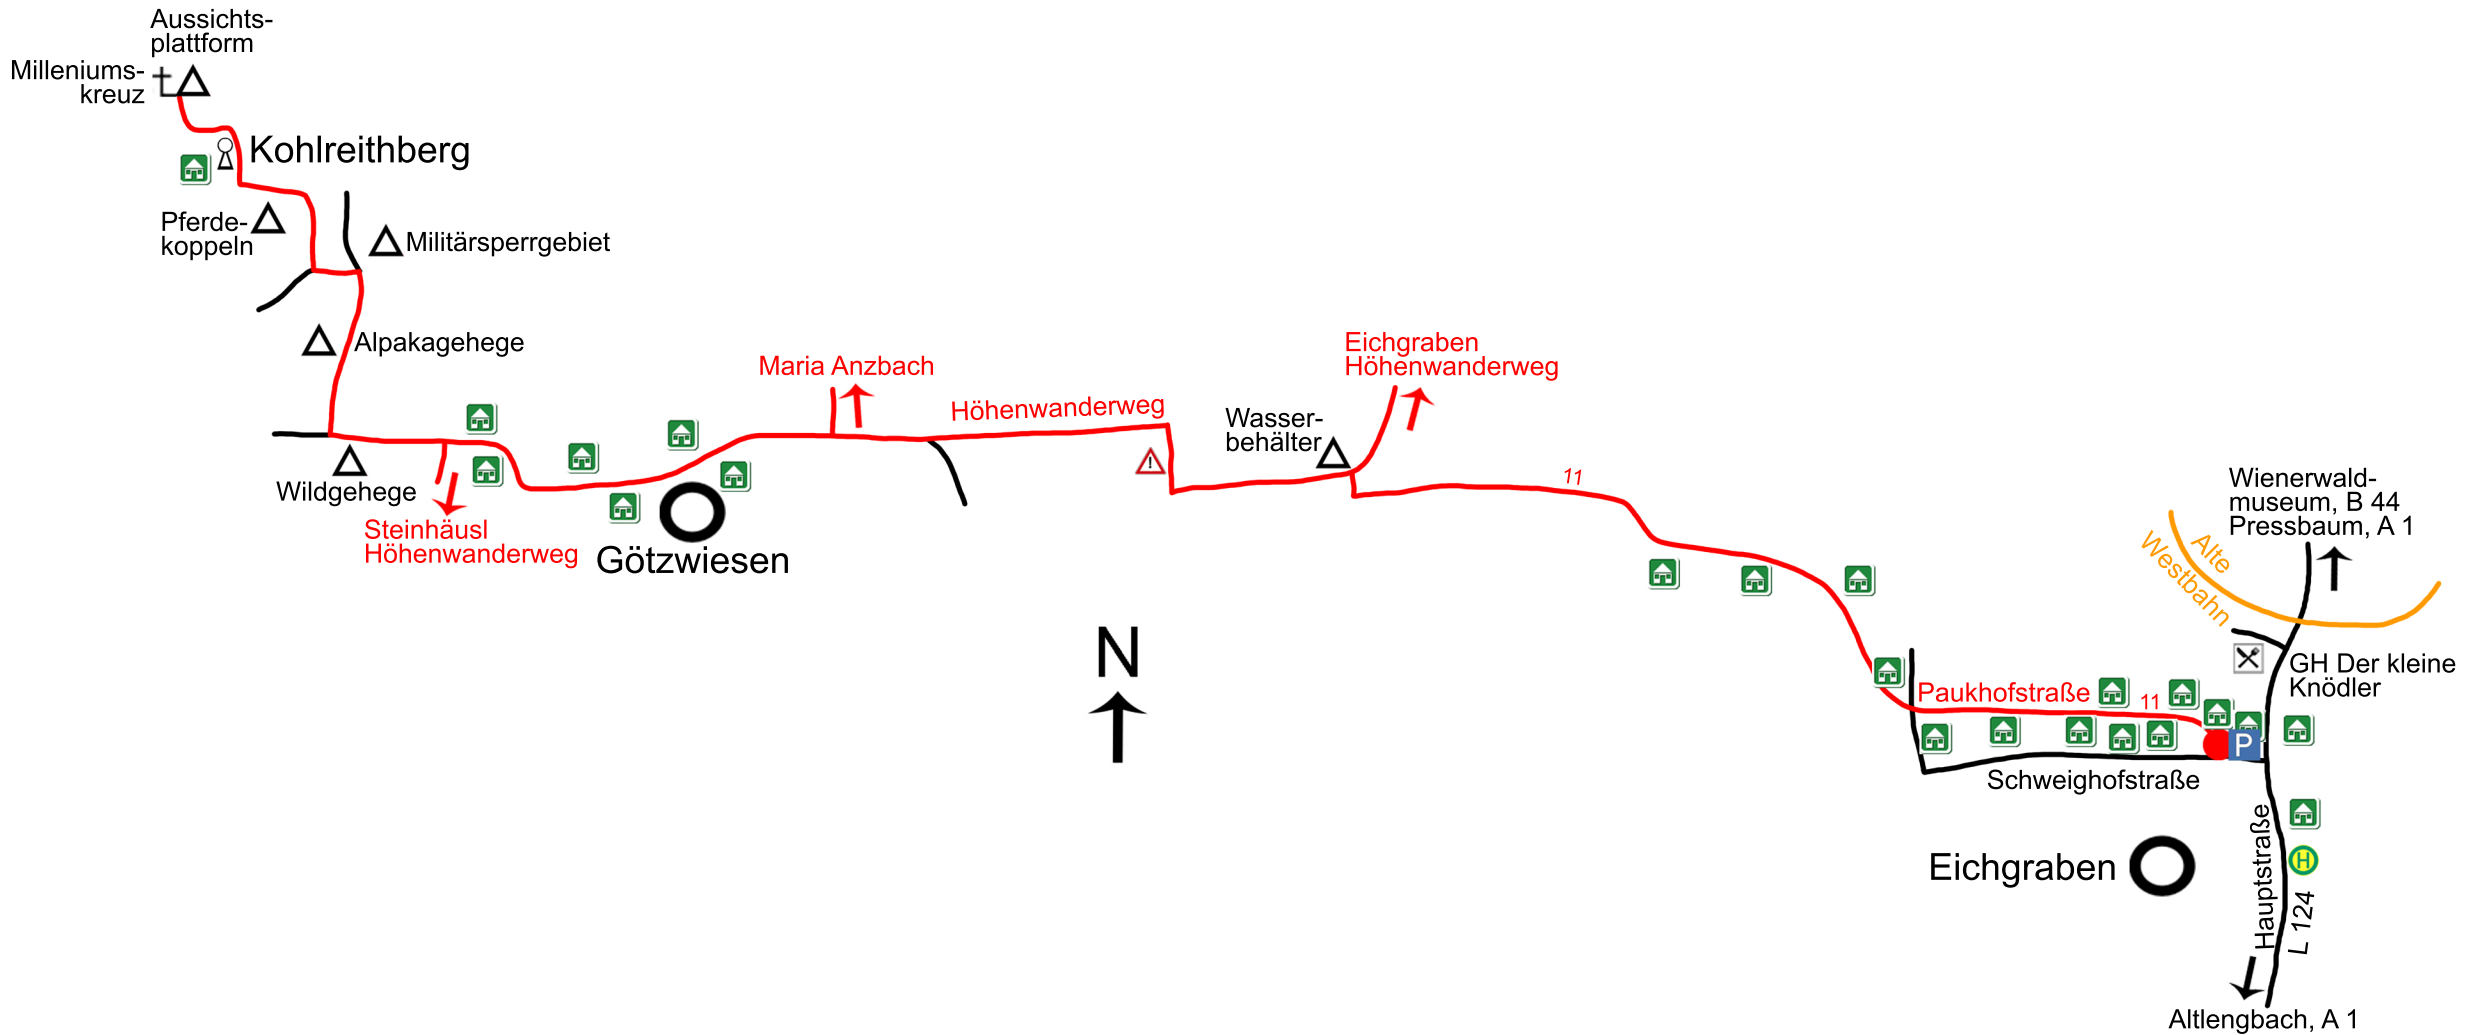 Aussichts-
plattform
Milleniums-
kreuz
Kohlreithberg
Pferde-
koppeln
Militärsperrgebiet
Alpakagehege
Wildgehege
Steinhäusl
Höhenwanderweg
Götzwiesen
Maria Anzbach
Höhenwanderweg
!
Wasser-
behälter
Eichgraben
Höhenwanderweg
11
N
Wienerwald-
museum, B 44
Pressbaum, A 1
Alte
Westbahn
GH Der kleine
Knödler
Paukhofstraße
11
P
Schweighofstraße
Eichgraben
H
Hauptstraße
L 124
Altlengbach, A 1